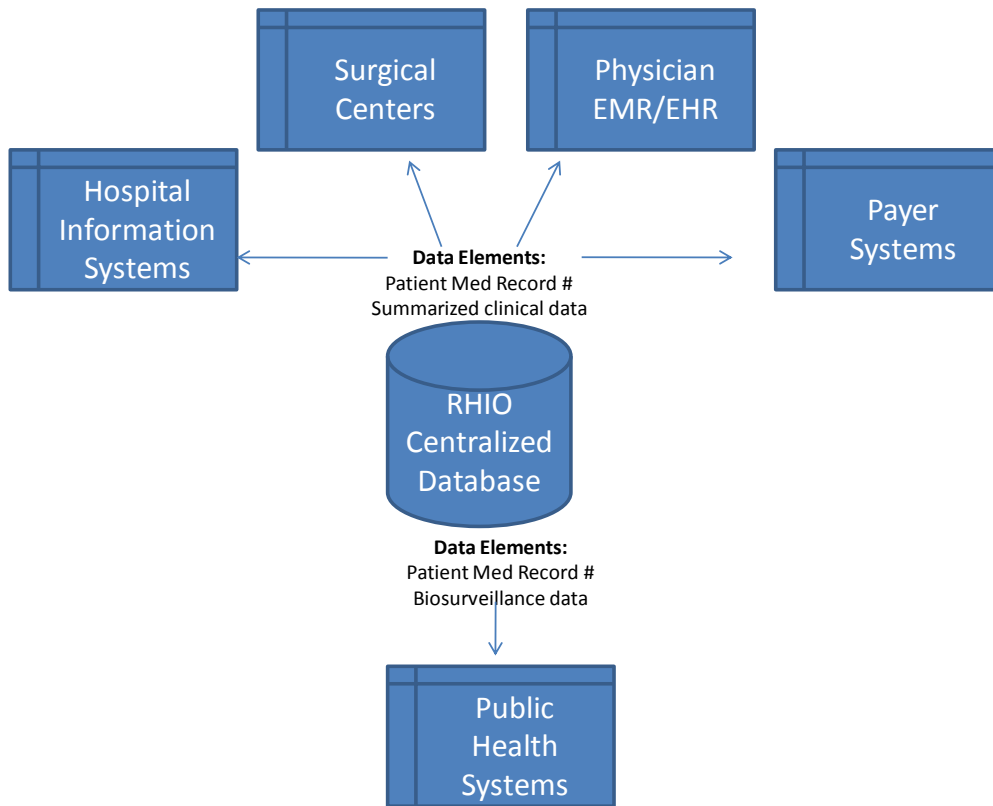 Surgical
Centers
Physician
EMR/EHR
Hospital
Information
Systems
Payer
Systems
Data Elements:
Patient Med Record #
Summarized clinical data
RHIO
Centralized
Database
Data Elements:
Patient Med Record #
Biosurveillance data
Public
Health
Systems